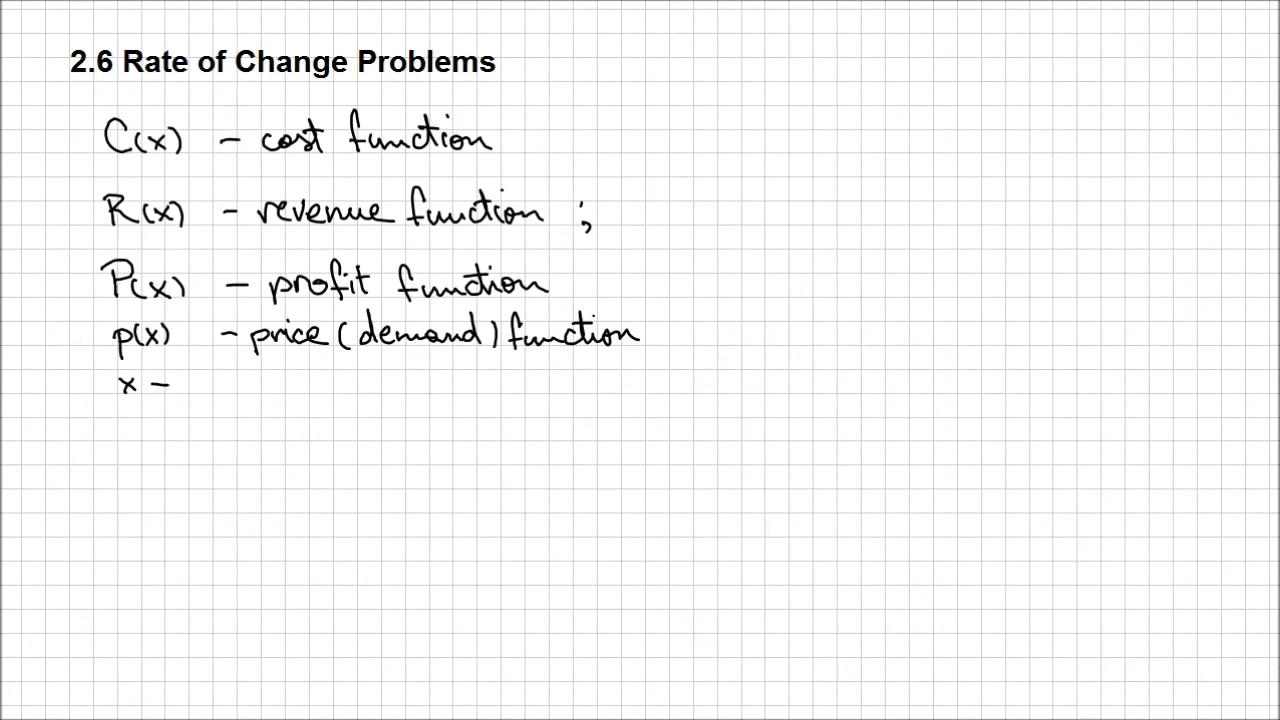 2.6 Rate of Change Problems
C(x) - cost function
R(x) - revenue function ;
P(x) - profit function
p(x) - price (demand) function
x -